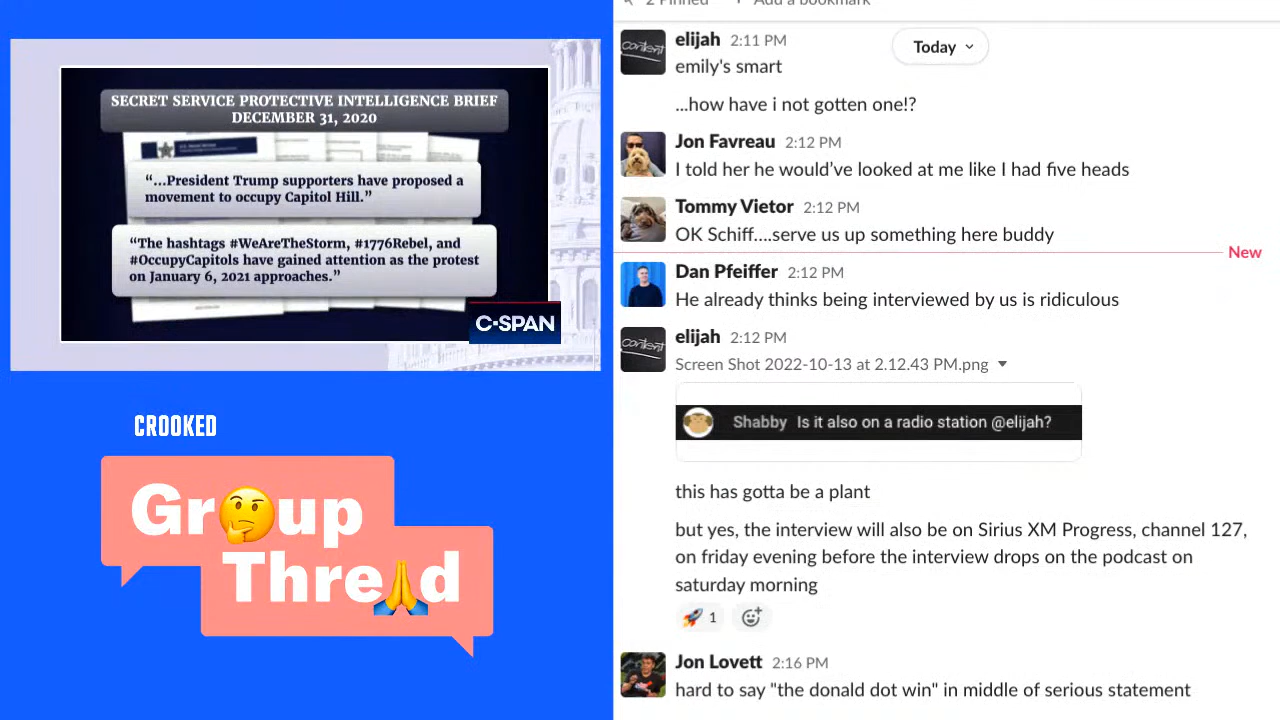 SECRET SERVICE PROTECTIVE INTELLIGENCE BRIEF
DECEMBER 31, 2020
“...President Trump supporters have proposed a
movement to occupy Capitol Hill.”
“The hashtags #WeAreTheStorm, #1776Rebel, and
#OccupyCapitols have gained attention as the protest
on January 6, 2021 approaches.”
C-SPAN
CROOKED
Gr🤔up
Thre🙏d
2 Pinned
Add a bookmark
elijah 2:11 PM
Today
emily's smart
...how have i not gotten one!?
Jon Favreau 2:12 PM
I told her he would’ve looked at me like I had five heads
Tommy Vietor 2:12 PM
OK Schiff....serve us up something here buddy
New
Dan Pfeiffer 2:12 PM
He already thinks being interviewed by us is ridiculous
elijah 2:12 PM
Screen Shot 2022-10-13 at 2.12.43 PM.png
Shabby Is it also on a radio station @elijah?
this has gotta be a plant
but yes, the interview will also be on Sirius XM Progress, channel 127,
on friday evening before the interview drops on the podcast on
saturday morning
🚀 1
Jon Lovett 2:16 PM
hard to say "the donald dot win" in middle of serious statement